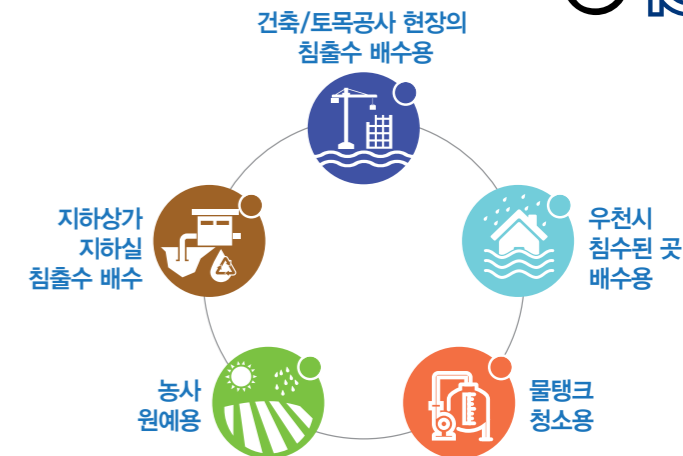 건축/토목공사 현장의
침출수 배수용
우천시
침수된 곳
배수용
지하상가
지하실
침출수 배수
농사
원예용
물탱크
청소용